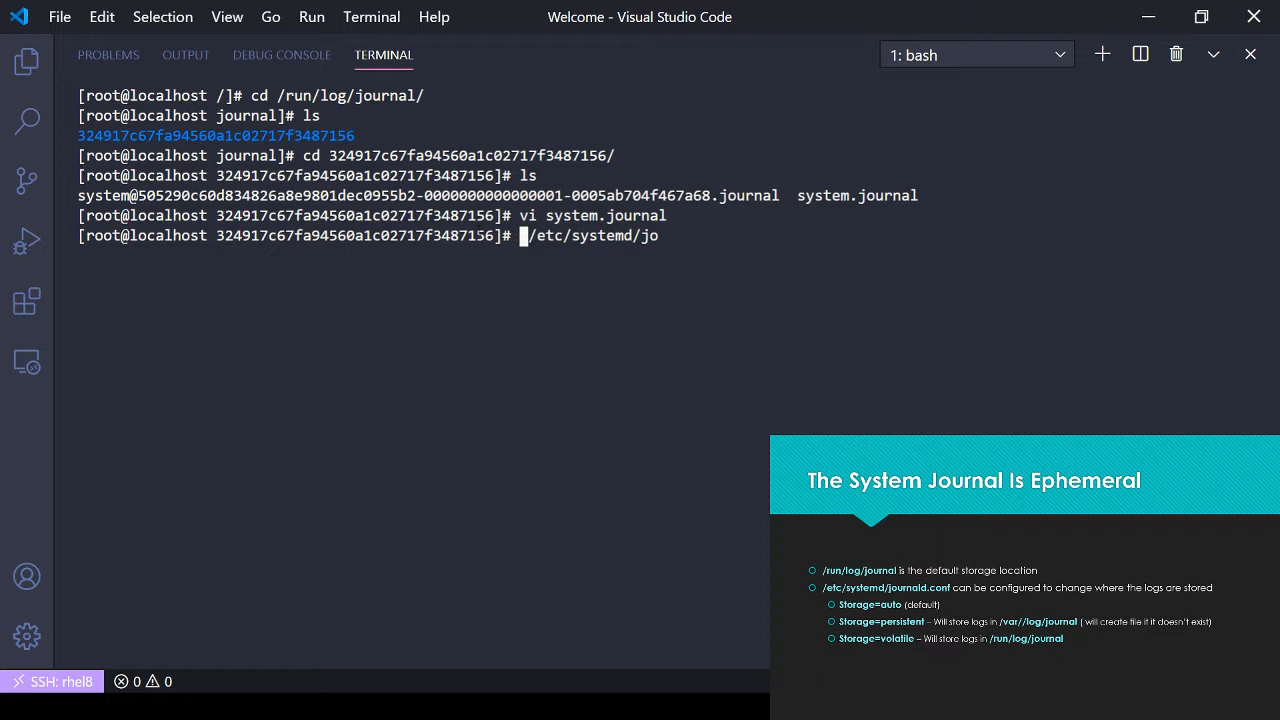 File Edit Selection View Go Run Terminal Help Welcome - Visual Studio Code
PROBLEMS OUTPUT DEBUG CONSOLE TERMINAL 1: bash
[root@localhost /]# cd /run/log/journal/
[root@localhost journal]# ls
324917c67fa94560a1c02717f3487156
[root@localhost journal]# cd 324917c67fa94560a1c02717f3487156/
[root@localhost 324917c67fa94560a1c02717f3487156]# ls
system@505290c60d834826a8e9801dec0955b2-0000000000000001-0005ab704f467a68.journal system.journal
[root@localhost 324917c67fa94560a1c02717f3487156]# vi system.journal
[root@localhost 324917c67fa94560a1c02717f3487156]# /etc/systemd/jo
The System Journal Is Ephemeral
/run/log/journal is the default storage location
/etc/systemd/journald.conf can be configured to change where the logs are stored
Storage=auto (default)
Storage=persistent – Will store logs in /var//log/journal ( will create file if it doesn't exist)
Storage=volatile – Will store logs in /run/log/journal
SSH: rhel8 0 0